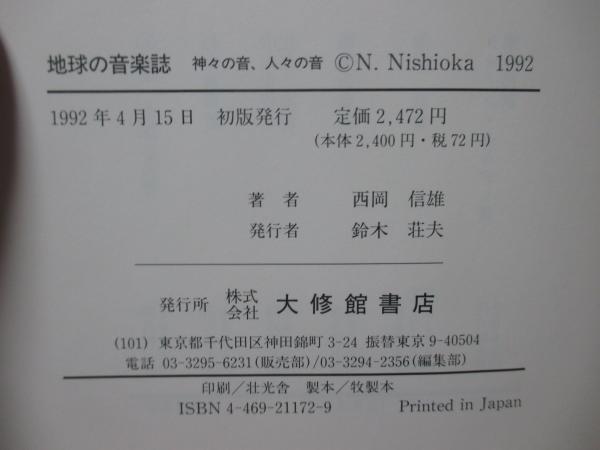 地球の音楽誌 神々の音、人々の音 ©N. Nishioka 1992
1992年4月15日 初版発行 定価2,472円
(本体2,400円・税72円)
著者 西岡 信雄
発行者 鈴木 荘夫
発行所 株式会社 大修館書店
(101) 東京都千代田区神田錦町3-24 振替東京9-40504
電話 03-3295-6231(販売部)/03-3294-2356(編集部)
印刷/壮光舎 製本/牧製本
ISBN 4-469-21172-9 Printed in Japan